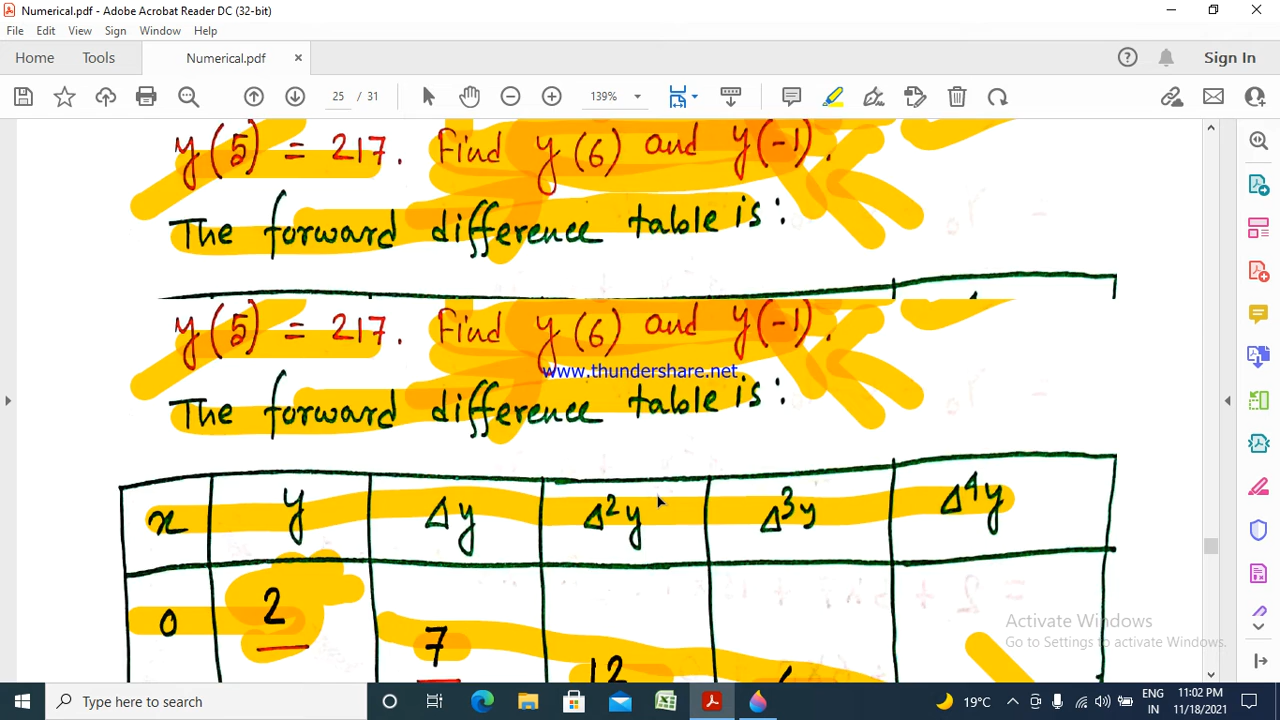 Numerical.pdf - Adobe Acrobat Reader DC (32-bit)
File Edit View Sign Window Help
Home Tools Numerical.pdf × Sign In
25 / 31 139%
y(5) = 217. Find y(6) and y(-1).
The forward difference table is:
y(5) = 217. Find y(6) and y(-1).
www.thundershare.net
The forward difference table is:
x y Δy Δ²y Δ³y Δ⁴y
0 2
7
12
Activate Windows
Go to Settings to activate Windows.
Type here to search
19°C
ENG
IN
11:02 PM
11/18/2021